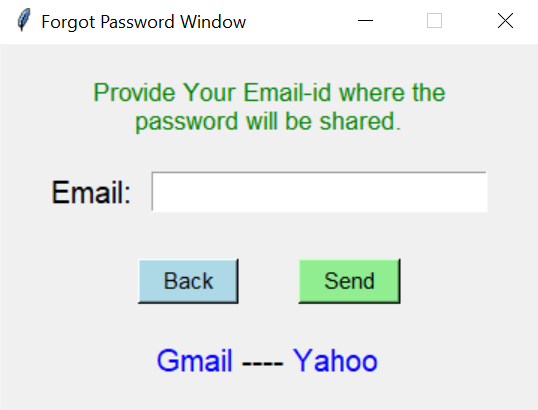 Forgot Password Window
Provide Your Email-id where the
password will be shared.
Email:
Back Send
Gmail ---- Yahoo